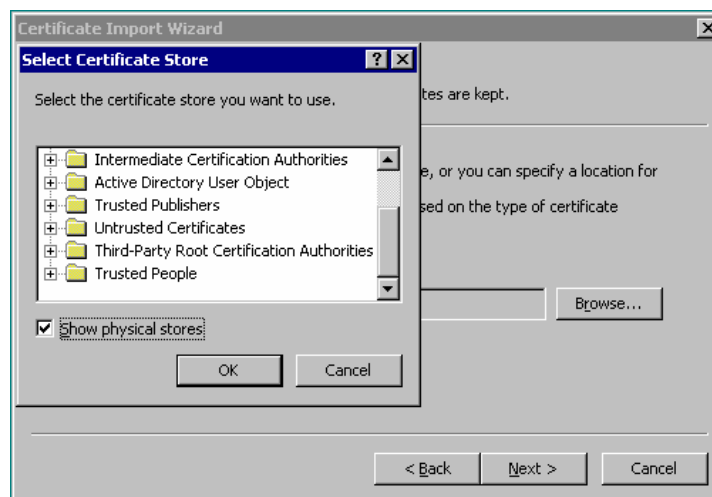 Certificate Import Wizard
Select Certificate Store
Select the certificate store you want to use.
Intermediate Certification Authorities
Active Directory User Object
Trusted Publishers
Untrusted Certificates
Third-Party Root Certification Authorities
Trusted People
Show physical stores
OK
Cancel
tes are kept.
e, or you can specify a location for
sed on the type of certificate
Browse...
< Back
Next >
Cancel